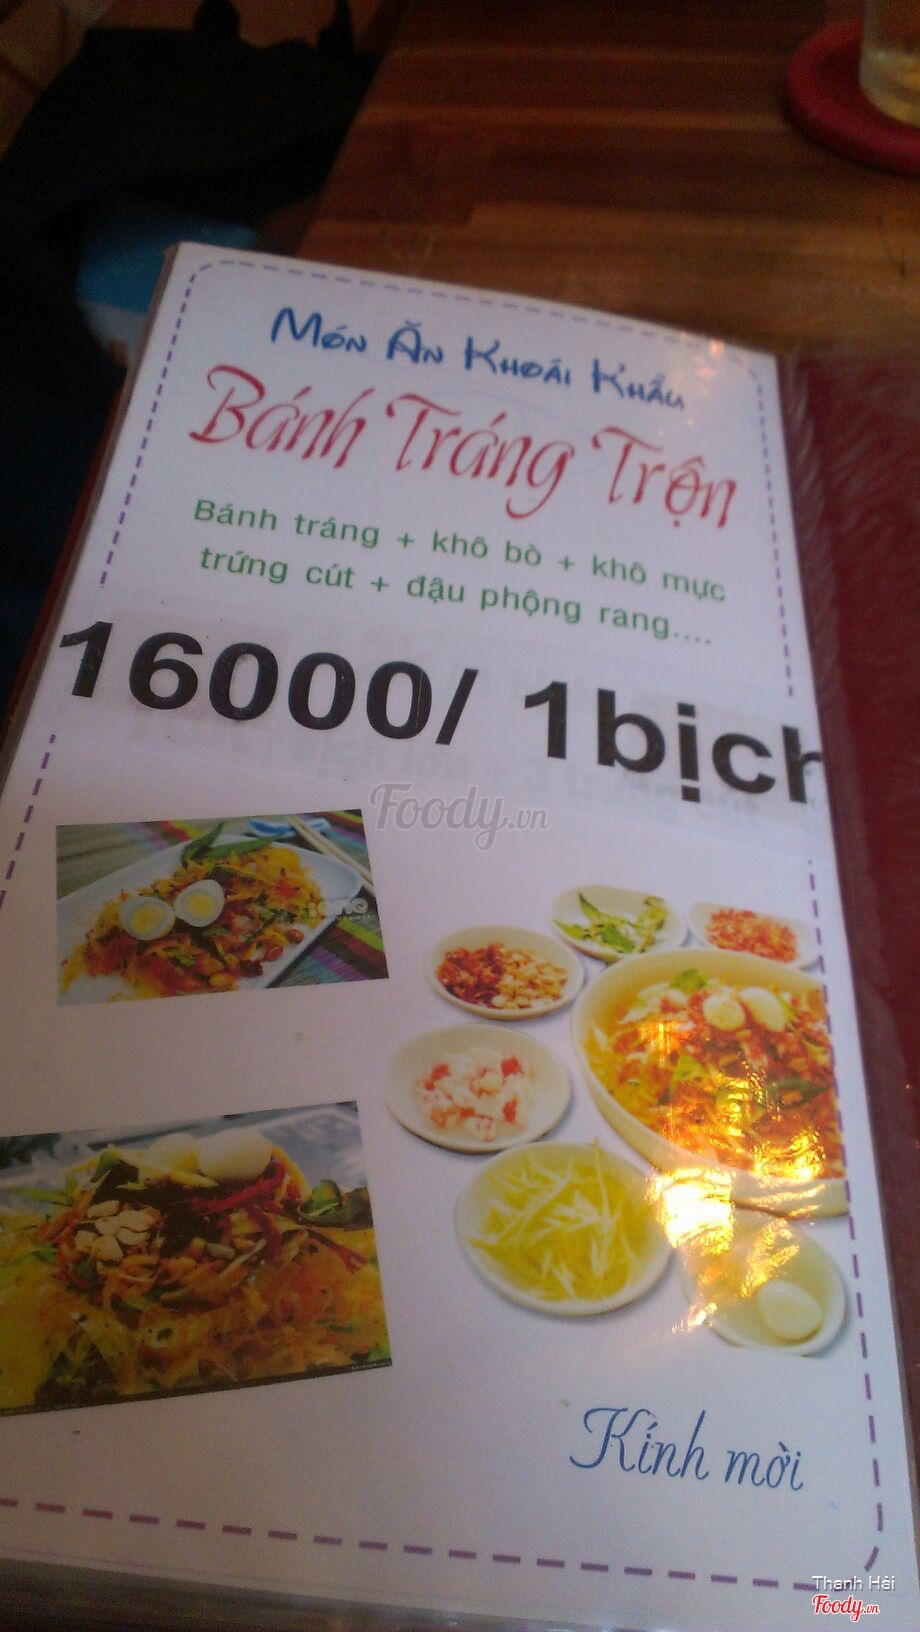 Món Ăn Khoái Khẩu
Bánh Tráng Trộn
Bánh tráng + khô bò + khô mực
trứng cút + đậu phộng rang....
16000/ 1bịch
Foody.vn
Kính mời
Thanh Hải
Foody.vn